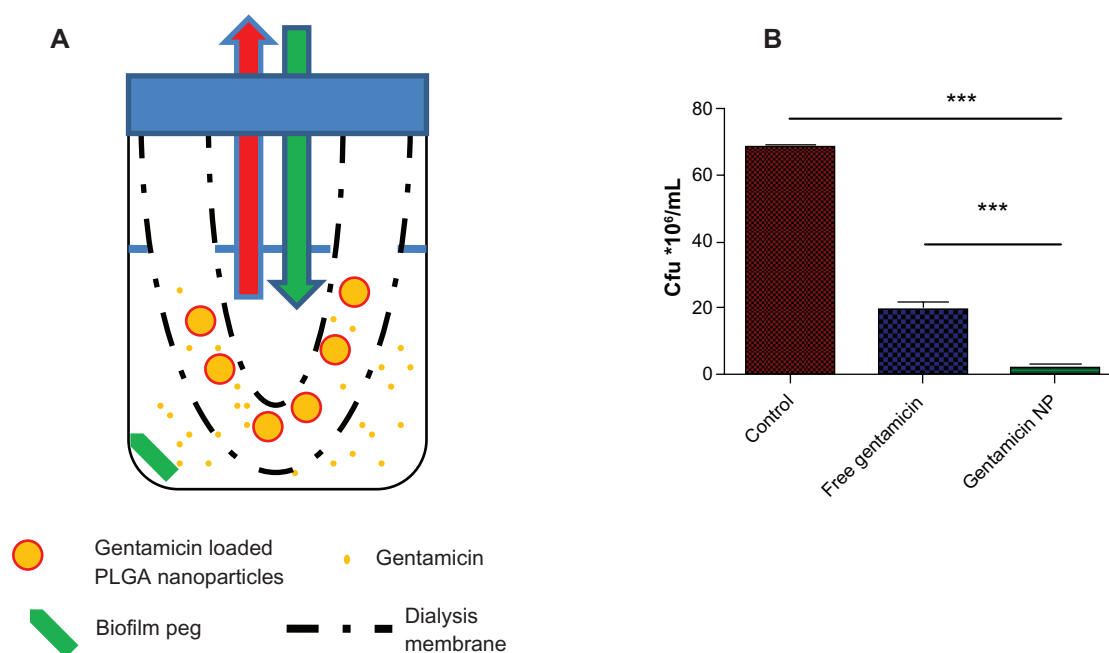 A
Gentamicin loaded
PLGA nanoparticles
Gentamicin
Biofilm peg
Dialysis
membrane
B
Cfu *10⁶/mL
80
60
40
20
0
***
***
Control
Free gentamicin
Gentamicin NP